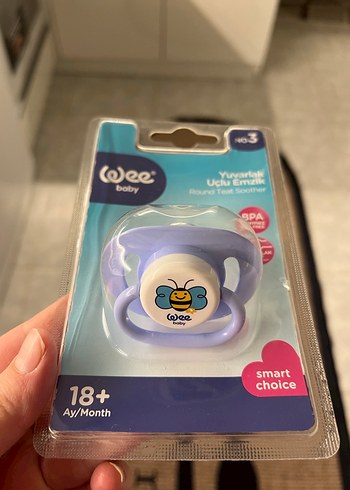 NO:3
Wee
baby
Yuvarlak
Uçlu Emzik
Round Teat Soother
BPA
Wee
baby
smart
choice
18+
Ay/Month